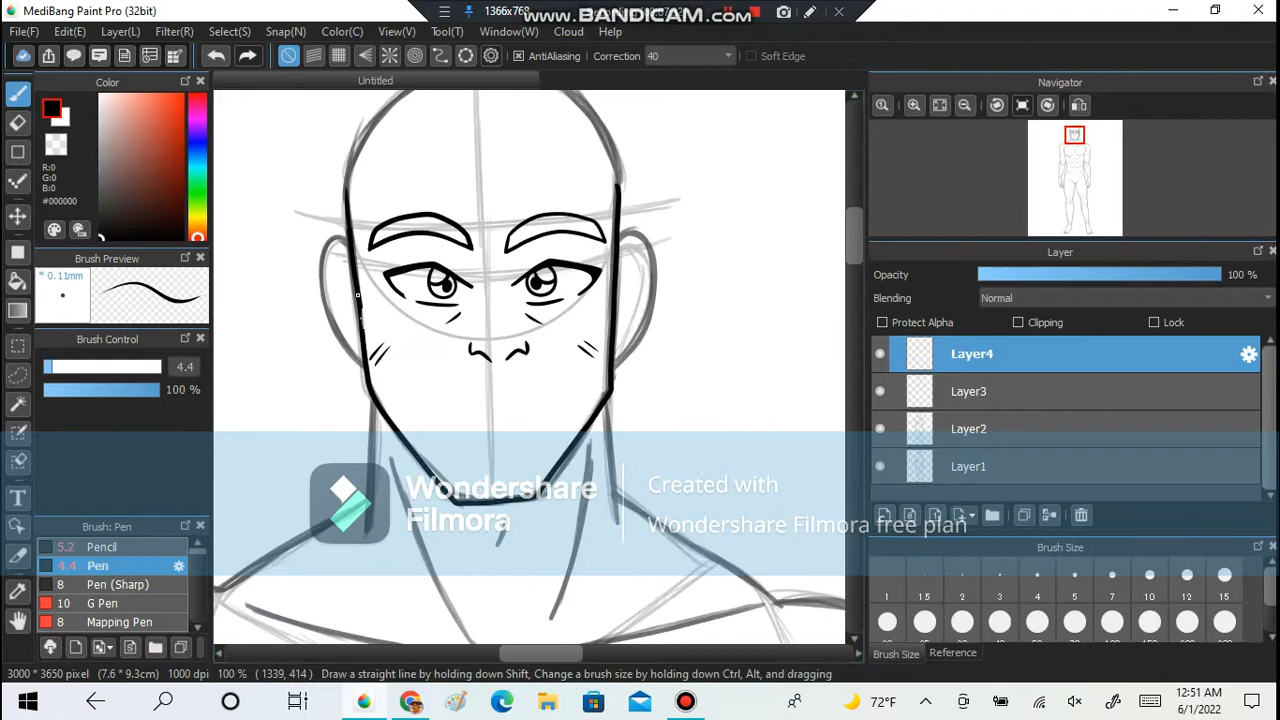 MediBang Paint Pro (32bit)
1366x768
www.BANDICAM.com
File(F) Edit(E) Layer(L) Filter(R) Select(S) Snap(N) Color(C) View(V) Tool(T) Window(W) Cloud Help
AntiAliasing Correction 40 Soft Edge
Color
Untitled
Navigator
R:0
G:0
B:0
#000000
Brush Preview
* 0.11mm
Layer
Opacity 100 %
Blending Normal
Protect Alpha Clipping Lock
Brush Control
4.4
100 %
Layer4
Layer3
Layer2
Layer1
Wondershare
Filmora
Created with
Wondershare Filmora free plan
Brush: Pen
5.2 Pencil
4.4 Pen
8 Pen (Sharp)
10 G Pen
8 Mapping Pen
Brush Size
1 1.5 2 3 4 5 7 10 12 15
Brush Size Reference
3000 * 3650 pixel (7.6 * 9.3cm) 1000 dpi 100 % (1339, 414) Draw a straight line by holding down Shift, Change a brush size by holding down Ctrl, Alt, and dragging
72°F
12:51 AM
6/1/2022